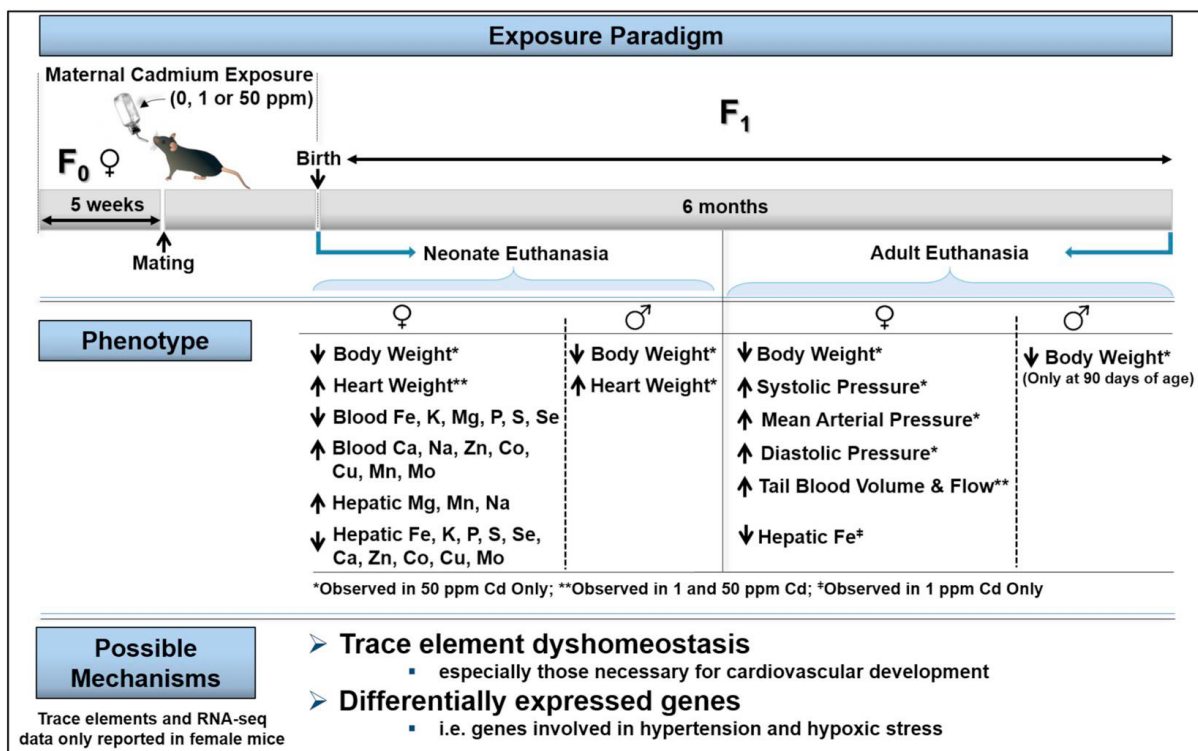 Exposure Paradigm
Maternal Cadmium Exposure
(0, 1 or 50 ppm)
F₀ ♀
F₁
Birth
5 weeks
6 months
Mating
Neonate Euthanasia
Adult Euthanasia
Phenotype
♀
♂
♀
♂
↓ Body Weight*
↑ Heart Weight**
↓ Blood Fe, K, Mg, P, S, Se
↑ Blood Ca, Na, Zn, Co,
Cu, Mn, Mo
↑ Hepatic Mg, Mn, Na
↓ Hepatic Fe, K, P, S, Se,
Ca, Zn, Co, Cu, Mo
↓ Body Weight*
↑ Heart Weight*
↓ Body Weight*
↑ Systolic Pressure*
↑ Mean Arterial Pressure*
↑ Diastolic Pressure*
↑ Tail Blood Volume & Flow**
↓ Hepatic Fe‡
↓ Body Weight*
(Only at 90 days of age)
*Observed in 50 ppm Cd Only; **Observed in 1 and 50 ppm Cd; ‡Observed in 1 ppm Cd Only
Possible
Mechanisms
Trace elements and RNA-seq
data only reported in female mice
➢ Trace element dyshomeostasis
▪ especially those necessary for cardiovascular development
➢ Differentially expressed genes
▪ i.e. genes involved in hypertension and hypoxic stress